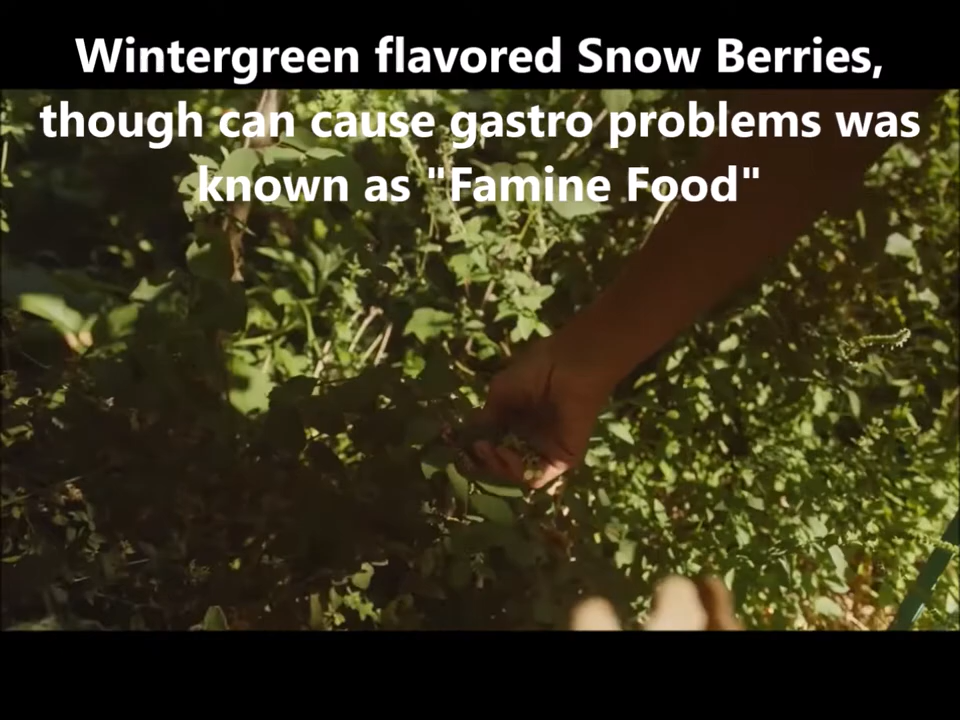 Wintergreen flavored Snow Berries,
though can cause gastro problems was
known as "Famine Food"